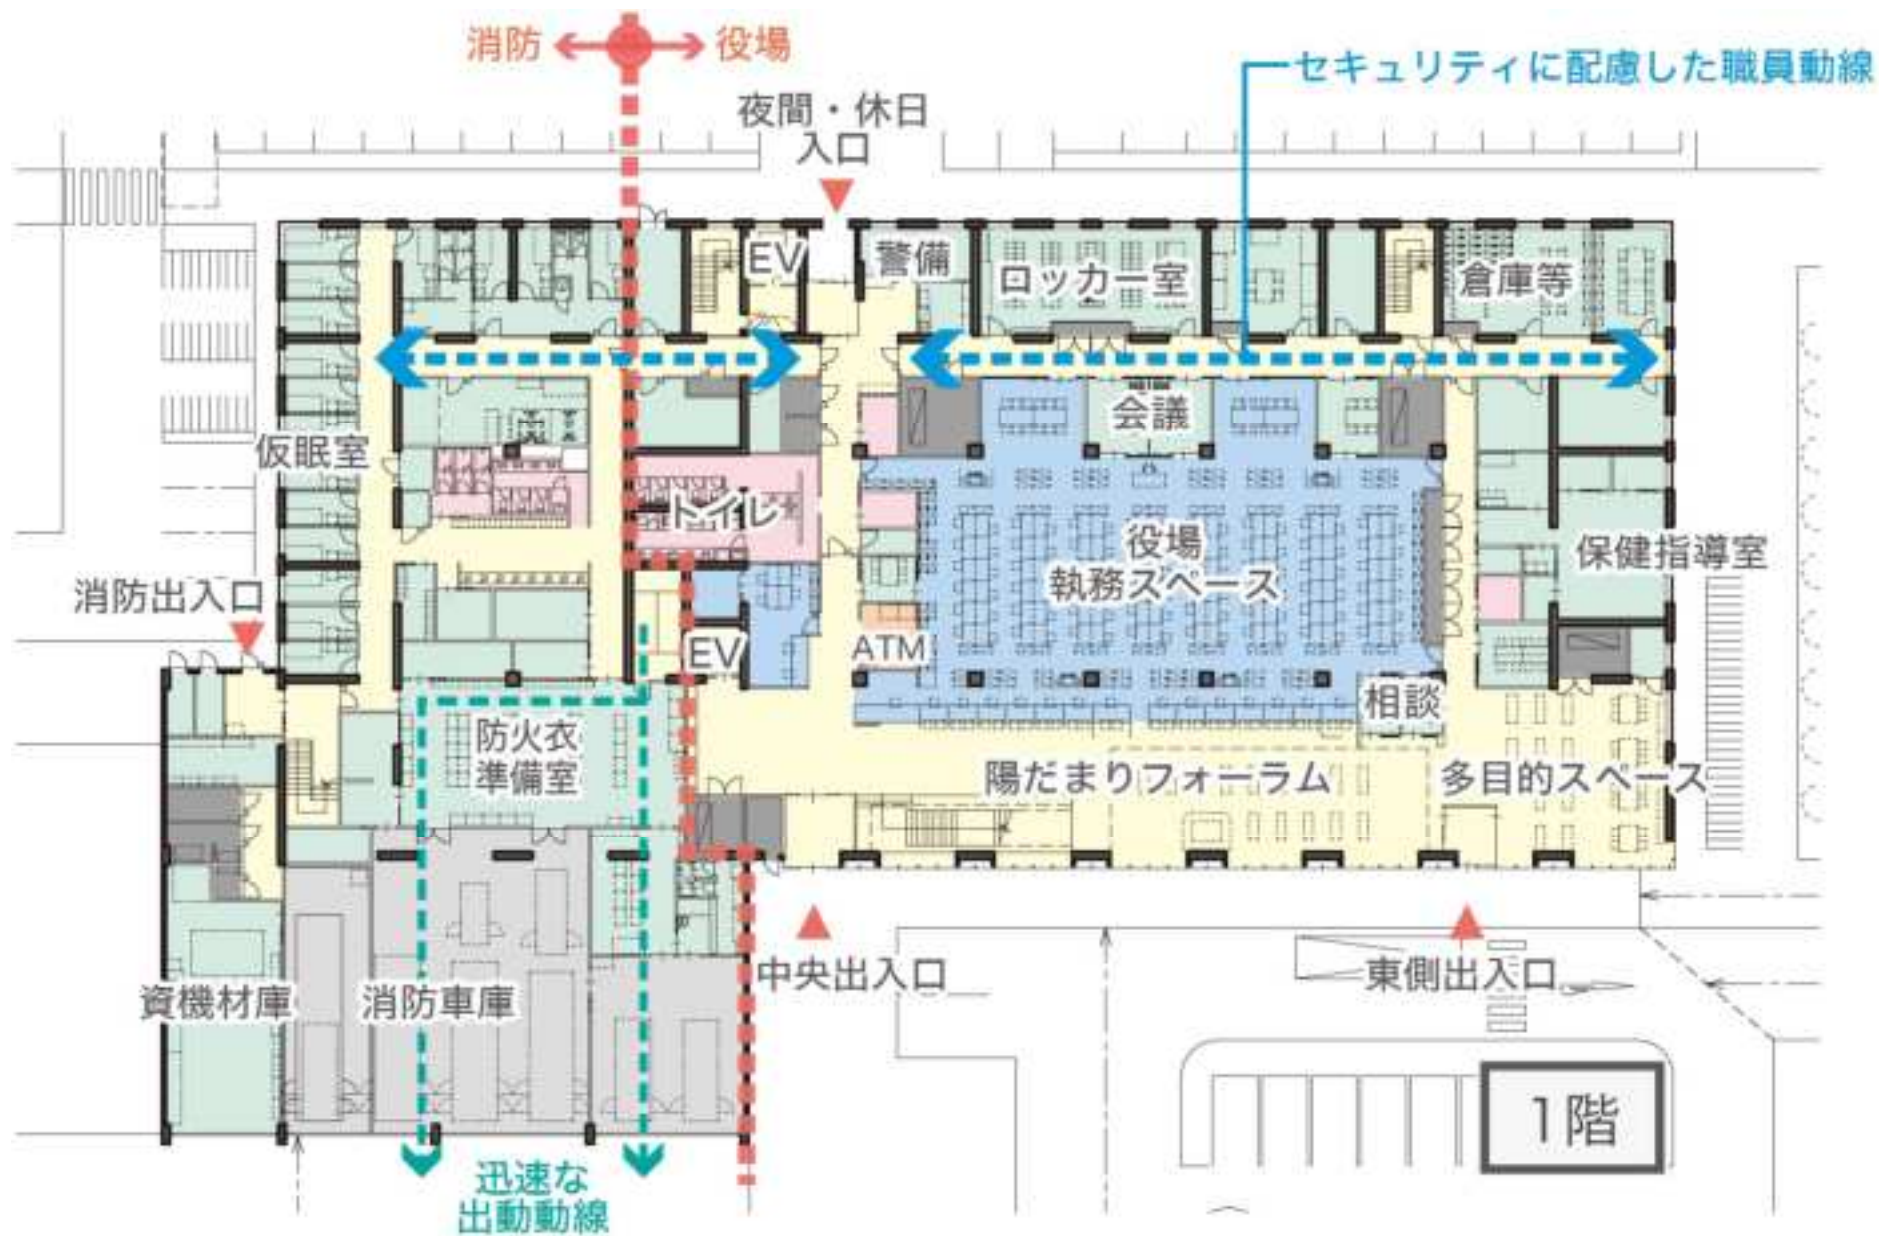 消防
役場
セキュリティに配慮した職員動線
夜間・休日
入口
EV
警備
ロッカー室
倉庫等
会議
仮眠室
トイレ
役場
執務スペース
保健指導室
消防出入口
EV
ATM
相談
防火衣
準備室
陽だまりフォーラム
多目的スペース
資機材庫
消防車庫
中央出入口
東側出入口
1階
迅速な
出動動線